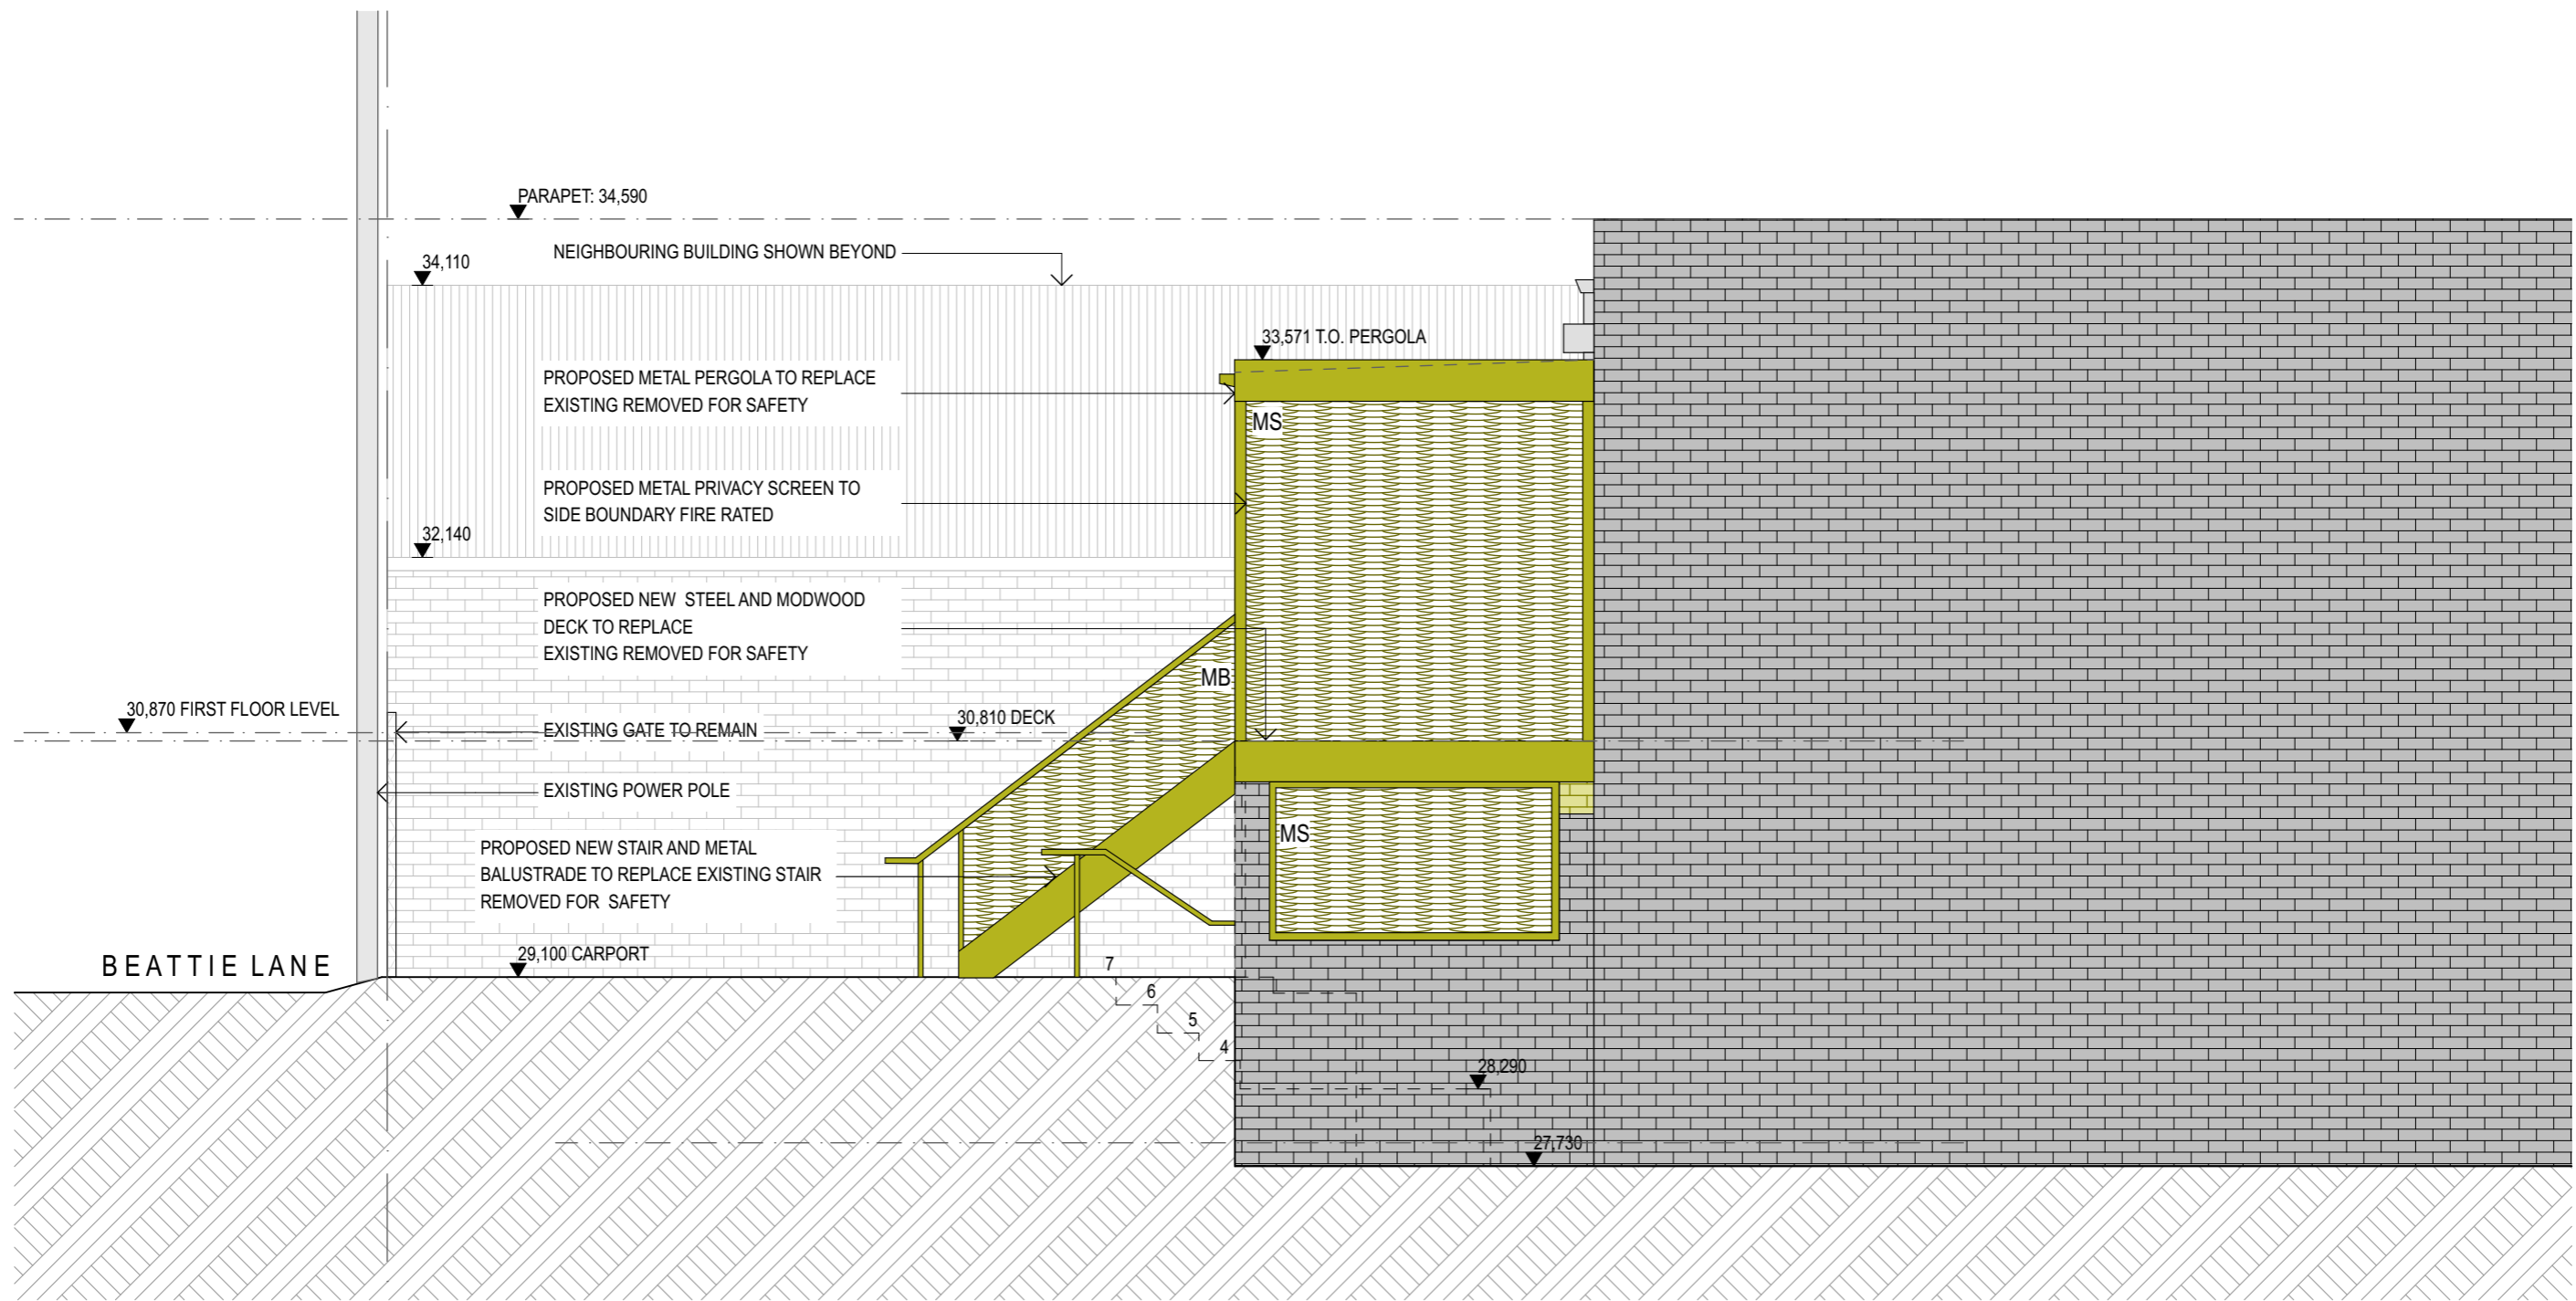 PARAPET: 34,590
NEIGHBOURING BUILDING SHOWN BEYOND
34,110
33,571 T.O. PERGOLA
PROPOSED METAL PERGOLA TO REPLACE
EXISTING REMOVED FOR SAFETY
MS
PROPOSED METAL PRIVACY SCREEN TO
SIDE BOUNDARY FIRE RATED
32,140
PROPOSED NEW STEEL AND MODWOOD
DECK TO REPLACE
EXISTING REMOVED FOR SAFETY
MB
30,870 FIRST FLOOR LEVEL
30,810 DECK
EXISTING GATE TO REMAIN
EXISTING POWER POLE
MS
PROPOSED NEW STAIR AND METAL
BALUSTRADE TO REPLACE EXISTING STAIR
REMOVED FOR SAFETY
29,100 CARPORT
BEATTIE LANE
7
6
5
4
28,290
27,730